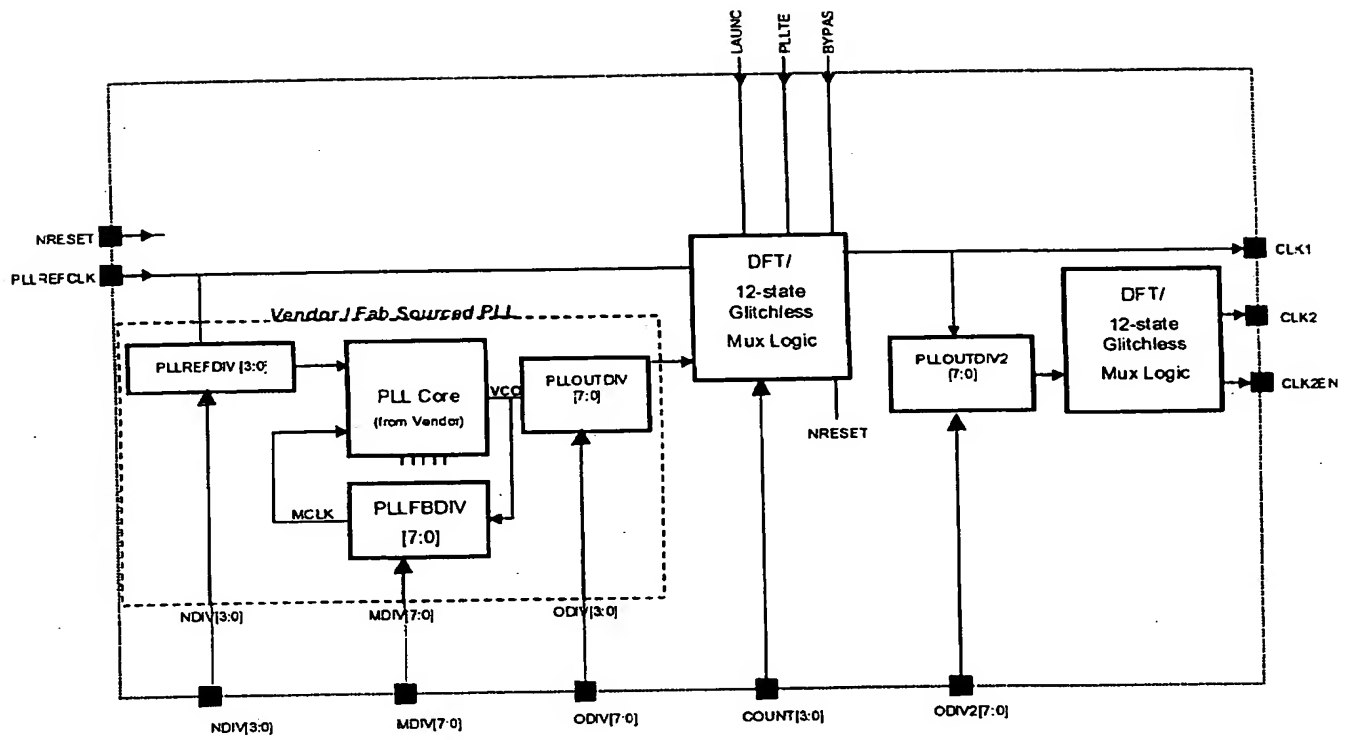 LAUNC
PLLTE
BYPAS
NRESET
PLLREFCLK
Vendor / Fab Sourced PLL
PLLREFDIV [3:0]
PLL Core
(from Vendor)
VCO
PLLOUTDIV
[7:0]
MCLK
PLLFBDIV
[7:0]
DFT/
12-state
Glitchless
Mux Logic
NRESET
PLLOUTDIV2
[7:0]
DFT/
12-state
Glitchless
Mux Logic
CLK1
CLK2
CLK2EN
NDIV[3:0]
MDIV[7:0]
ODIV[3:0]
NDIV[3:0]
MDIV[7:0]
ODIV[7:0]
COUNT[3:0]
ODIV2[7:0]